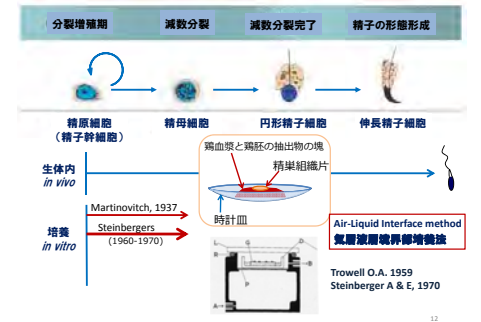 分裂増殖期
減数分裂
減数分裂完了
精子の形態形成
精原細胞
（精子幹細胞）
精母細胞
円形精子細胞
伸長精子細胞
鶏血漿と鶏胚の抽出物の塊
精巣組織片
時計皿
生体内
in vivo
Martinovitch, 1937
培養
in vitro
Steinbergers
(1960-1970)
Air-Liquid Interface method
気層液層境界部培養法
Trowell O.A. 1959
Steinberger A & E, 1970
L
G
D
R
P
A
B
12